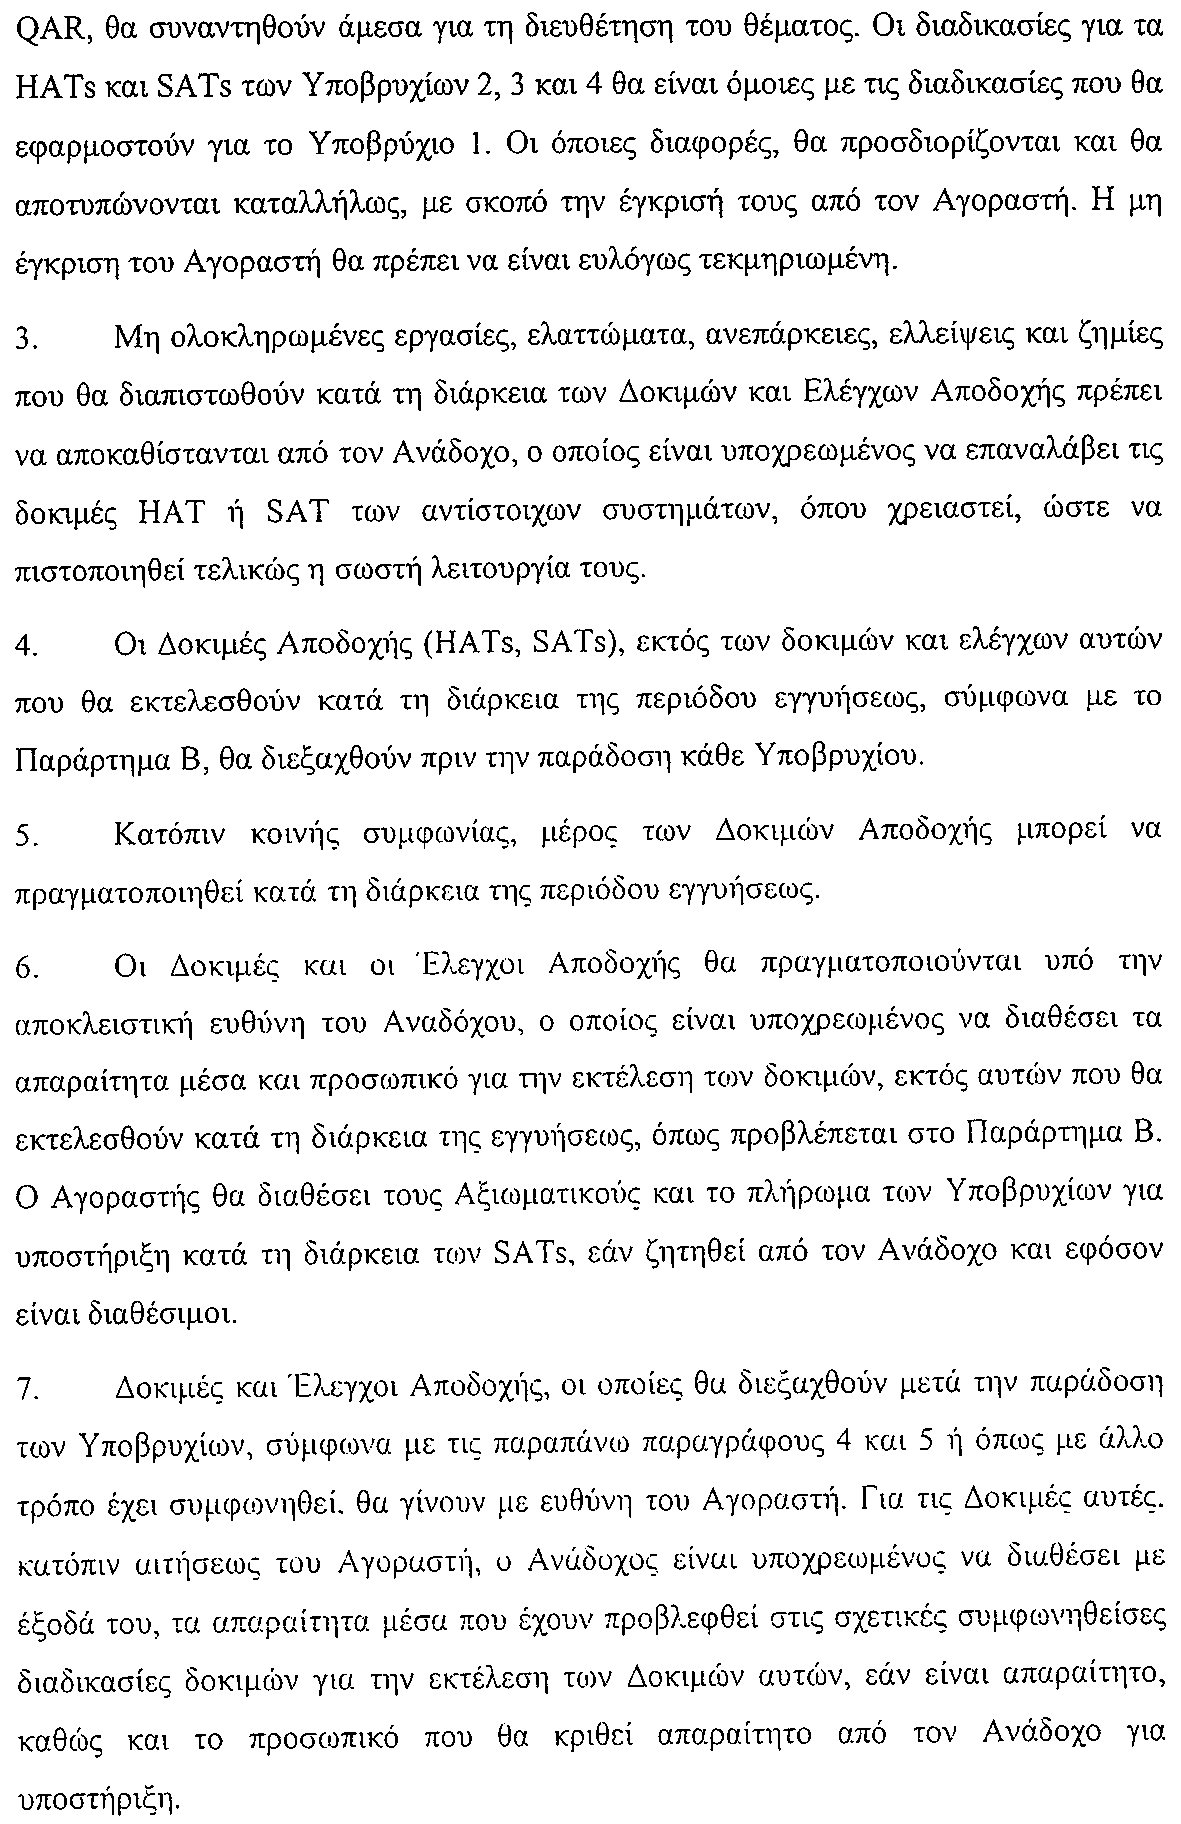 QAR, θα συναντηθούν άμεσα για τη διευθέτηση του θέματος. Οι διαδικασίες για τα
HATs και SATs των Υποβρυχίων 2, 3 και 4 θα είναι όμοιες με τις διαδικασίες που θα
εφαρμοστούν για το Υποβρύχιο 1. Οι όποιες διαφορές, θα προσδιορίζονται και θα
αποτυπώνονται καταλλήλως, με σκοπό την έγκρισή τους από τον Αγοραστή. Η μη
έγκριση του Αγοραστή θα πρέπει να είναι ευλόγως τεκμηριωμένη.
3. Μη ολοκληρωμένες εργασίες, ελαττώματα, ανεπάρκειες, ελλείψεις και ζημίες
που θα διαπιστωθούν κατά τη διάρκεια των Δοκιμών και Ελέγχων Αποδοχής πρέπει
να αποκαθίστανται από τον Ανάδοχο, ο οποίος είναι υποχρεωμένος να επαναλάβει τις
δοκιμές HAT ή SAT των αντίστοιχων συστημάτων, όπου χρειαστεί, ώστε να
πιστοποιηθεί τελικώς η σωστή λειτουργία τους.
4. Οι Δοκιμές Αποδοχής (HATs, SATs), εκτός των δοκιμών και ελέγχων αυτών
που θα εκτελεσθούν κατά τη διάρκεια της περιόδου εγγυήσεως, σύμφωνα με το
Παράρτημα Β, θα διεξαχθούν πριν την παράδοση κάθε Υποβρυχίου.
5. Κατόπιν κοινής συμφωνίας, μέρος των Δοκιμών Αποδοχής μπορεί να
πραγματοποιηθεί κατά τη διάρκεια της περιόδου εγγυήσεως.
6. Οι Δοκιμές και οι Έλεγχοι Αποδοχής θα πραγματοποιούνται υπό την
αποκλειστική ευθύνη του Αναδόχου, ο οποίος είναι υποχρεωμένος να διαθέσει τα
απαραίτητα μέσα και προσωπικό για την εκτέλεση των δοκιμών, εκτός αυτών που θα
εκτελεσθούν κατά τη διάρκεια της εγγυήσεως, όπως προβλέπεται στο Παράρτημα Β.
Ο Αγοραστής θα διαθέσει τους Αξιωματικούς και το πλήρωμα των Υποβρυχίων για
υποστήριξη κατά τη διάρκεια των SATs, εάν ζητηθεί από τον Ανάδοχο και εφόσον
είναι διαθέσιμοι.
7. Δοκιμές και Έλεγχοι Αποδοχής, οι οποίες θα διεξαχθούν μετά την παράδοση
των Υποβρυχίων, σύμφωνα με τις παραπάνω παραγράφους 4 και 5 ή όπως με άλλο
τρόπο έχει συμφωνηθεί, θα γίνουν με ευθύνη του Αγοραστή. Για τις Δοκιμές αυτές,
κατόπιν αιτήσεως του Αγοραστή, ο Ανάδοχος είναι υποχρεωμένος να διαθέσει με
έξοδά του, τα απαραίτητα μέσα που έχουν προβλεφθεί στις σχετικές συμφωνηθείσες
διαδικασίες δοκιμών για την εκτέλεση των Δοκιμών αυτών, εάν είναι απαραίτητο,
καθώς και το προσωπικό που θα κριθεί απαραίτητο από τον Ανάδοχο για
υποστήριξη.